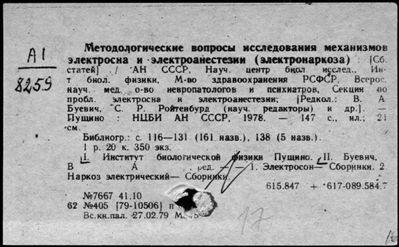 А1
8259
Методологические вопросы исследования механизмов
электросна и электроанестезии (электронаркоза) : [Сб.
статей] / АН СССР, Науч. центр биол. исслед., Ин-т
биол. физики, М-во здравоохранения РСФСР, Всерос.
науч. мед. о-во невропатологов и психиатров, Секция по
пробл. электросна и электроанестезии; [Редкол.: В. А.
Буевич, С. Р. Ройтенбурд (науч. редакторы) и др.]. —
Пущино : НЦБИ АН СССР, 1978. — 147 с., ил.; 21
см.
Библиогр.: с. 116—131 (161 назв.), 138 (5 назв.).
1 р. 20 к. 350 экз.
I. Институт биологической физики Пущино. II. Буевич,
В А ред. — 1. Электросон — Сборники. 2
Наркоз электрический — Сборники.
615.847 + 617-089.584.7
№7667 41.10
62 №405 [79-10506] п
Вс.кн.пал. 27.02.79 М
17